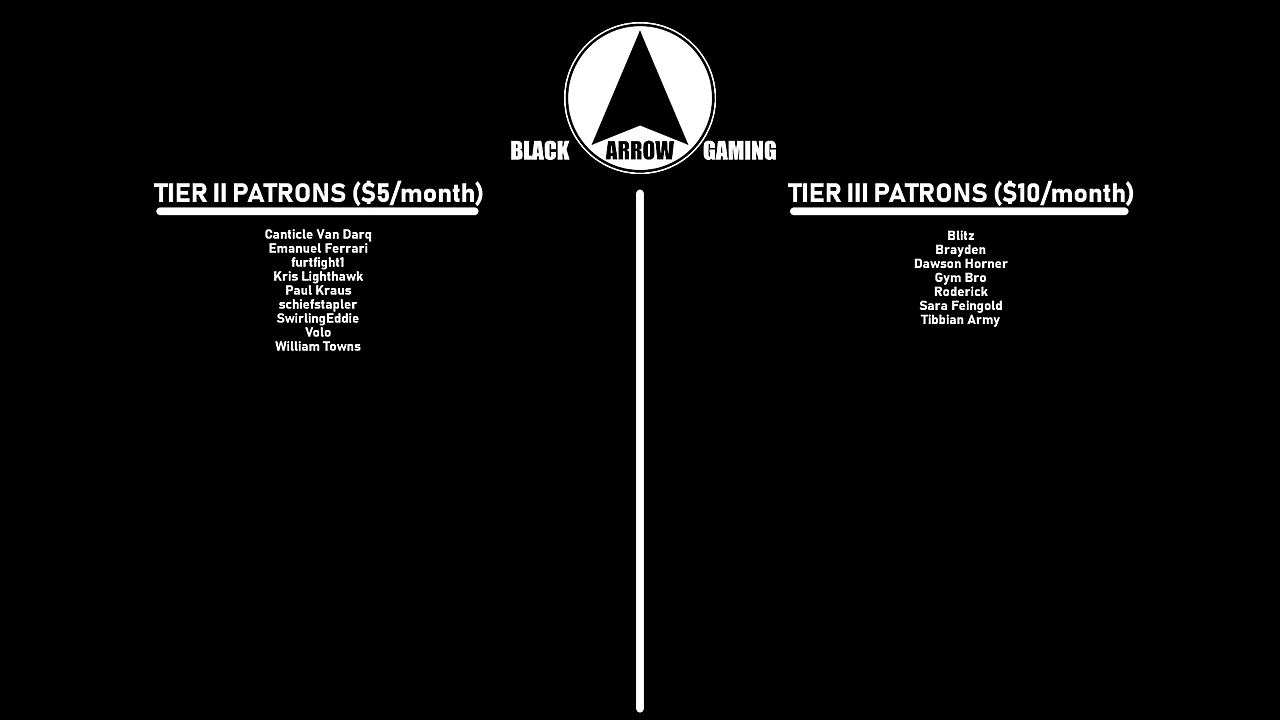 BLACK ARROW GAMING
TIER II PATRONS ($5/month)
Canticle Van Darq
Emanuel Ferrari
furtfight1
Kris Lighthawk
Paul Kraus
schiefstapler
SwirlingEddie
Volo
William Towns
TIER III PATRONS ($10/month)
Blitz
Brayden
Dawson Horner
Gym Bro
Roderick
Sara Feingold
Tibbian Army